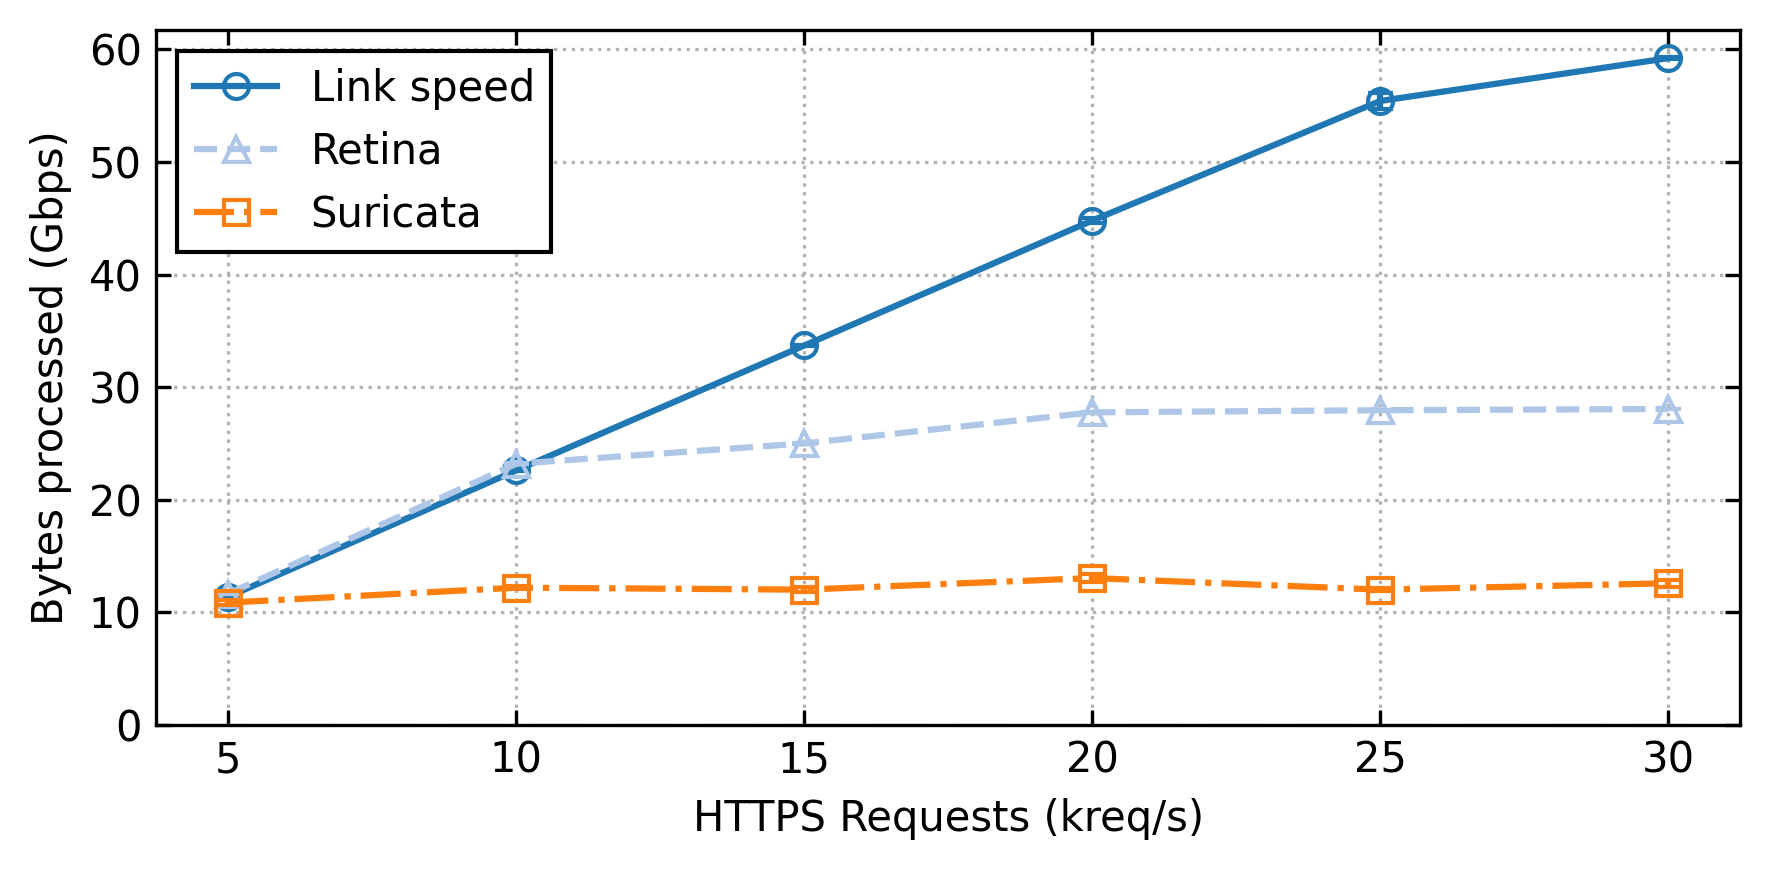 60
50
40
30
20
10
0
Bytes processed (Gbps)
Link speed
Retina
Suricata
5 10 15 20 25 30
HTTPS Requests (kreq/s)